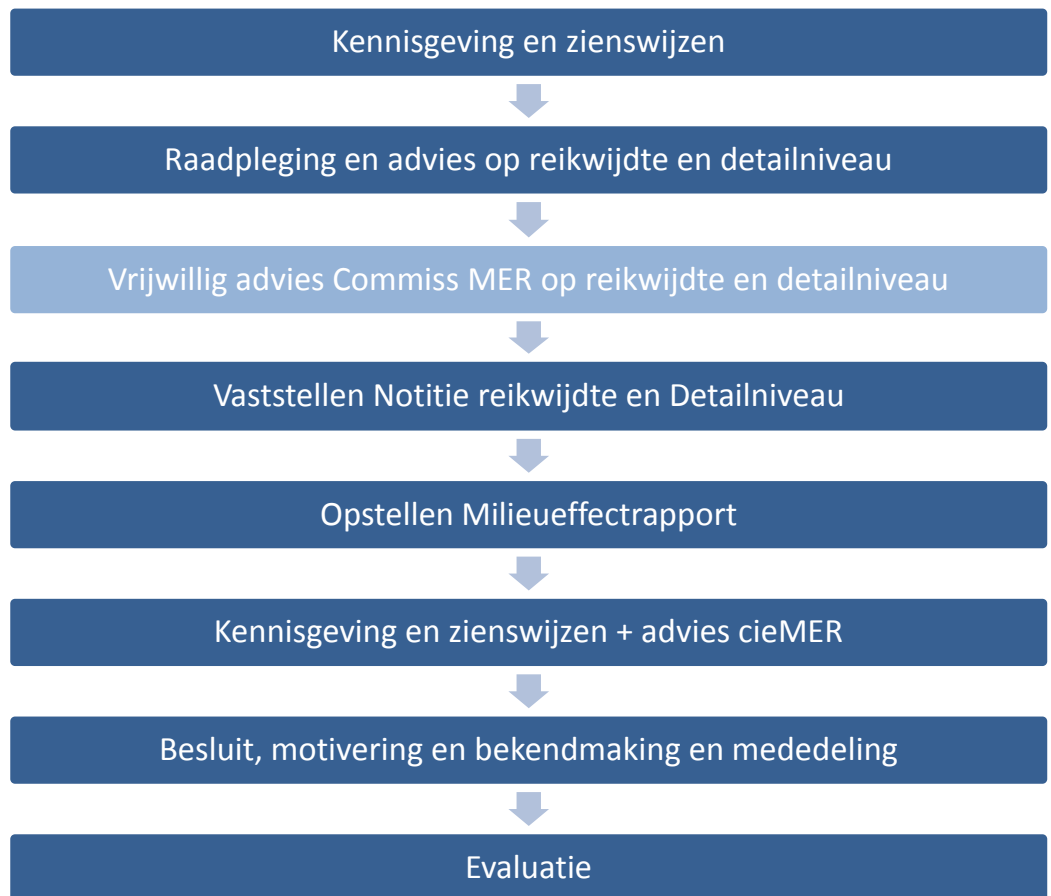 Kennisgeving en zienswijzen
Raadpleging en advies op reikwijdte en detailniveau
Vrijwillig advies Commiss MER op reikwijdte en detailniveau
Vaststellen Notitie reikwijdte en Detailniveau
Opstellen Milieueffectrapport
Kennisgeving en zienswijzen + advies cieMER
Besluit, motivering en bekendmaking en mededeling
Evaluatie